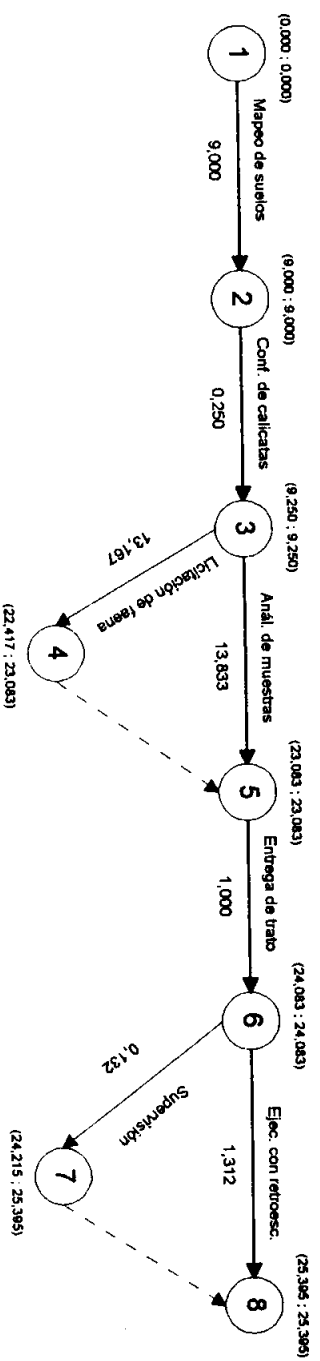 (0,000 ; 0,000)
1
Mapeo de suelos
9,000
(9,000 ; 9,000)
2
Conf. de calicatas
0,250
(9,250 ; 9,250)
3
Anál. de muestras
13,833
Licitación de faena
13,167
4
(22,417 ; 23,083)
(23,083 ; 23,083)
5
Entrega de trato
1,000
(24,083 ; 24,083)
6
Ejec. con retroesc.
1,312
Supervisión
0,132
7
(24,215 ; 25,395)
(25,395 ; 25,395)
8